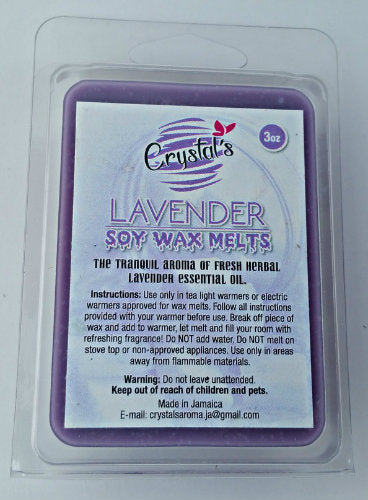 Crystal's
3oz
LAVENDER
SOY WAX MELTS
THE TRANQUIL AROMA OF FRESH HERBAL
LAVENDER ESSENTIAL OIL.
Instructions: Use only in tea light warmers or electric
warmers approved for wax melts. Follow all instructions
provided with your warmer before use. Break off piece of
wax and add to warmer, let melt and fill your room with
refreshing fragrance! Do NOT add water, Do NOT melt on
stove top or non-approved appliances. Use only in areas
away from flammable materials.
Warning: Do not leave unattended.
Keep out of reach of children and pets.
Made in Jamaica
E-mail: crystalsaroma.ja@gmail.com